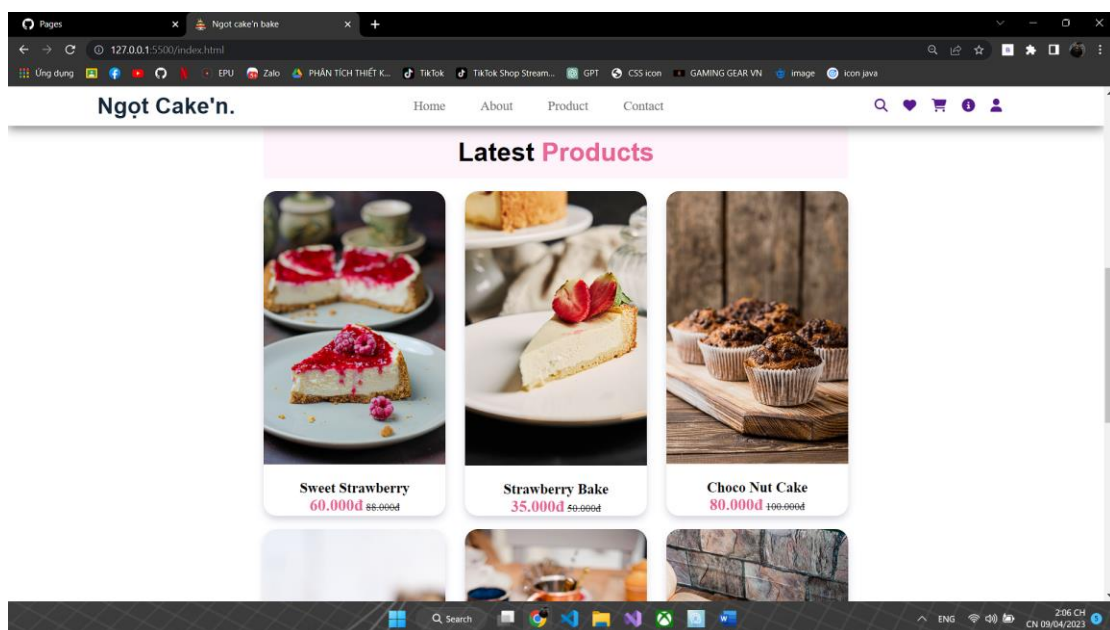 Pages
Ngọt cake'n bake
127.0.0.1:5500/index.html
Ứng dụng EPU Zalo PHÂN TÍCH THIẾT K... TikTok TikTok Shop Stream... GPT CSS icon GAMING GEAR VN image icon java
Ngọt Cake'n.
Home About Product Contact
Latest Products
Sweet Strawberry
60.000đ 88.000đ
Strawberry Bake
35.000đ 50.000đ
Choco Nut Cake
80.000đ 100.000đ
Search
ENG
2:06 CH
CN 09/04/2023